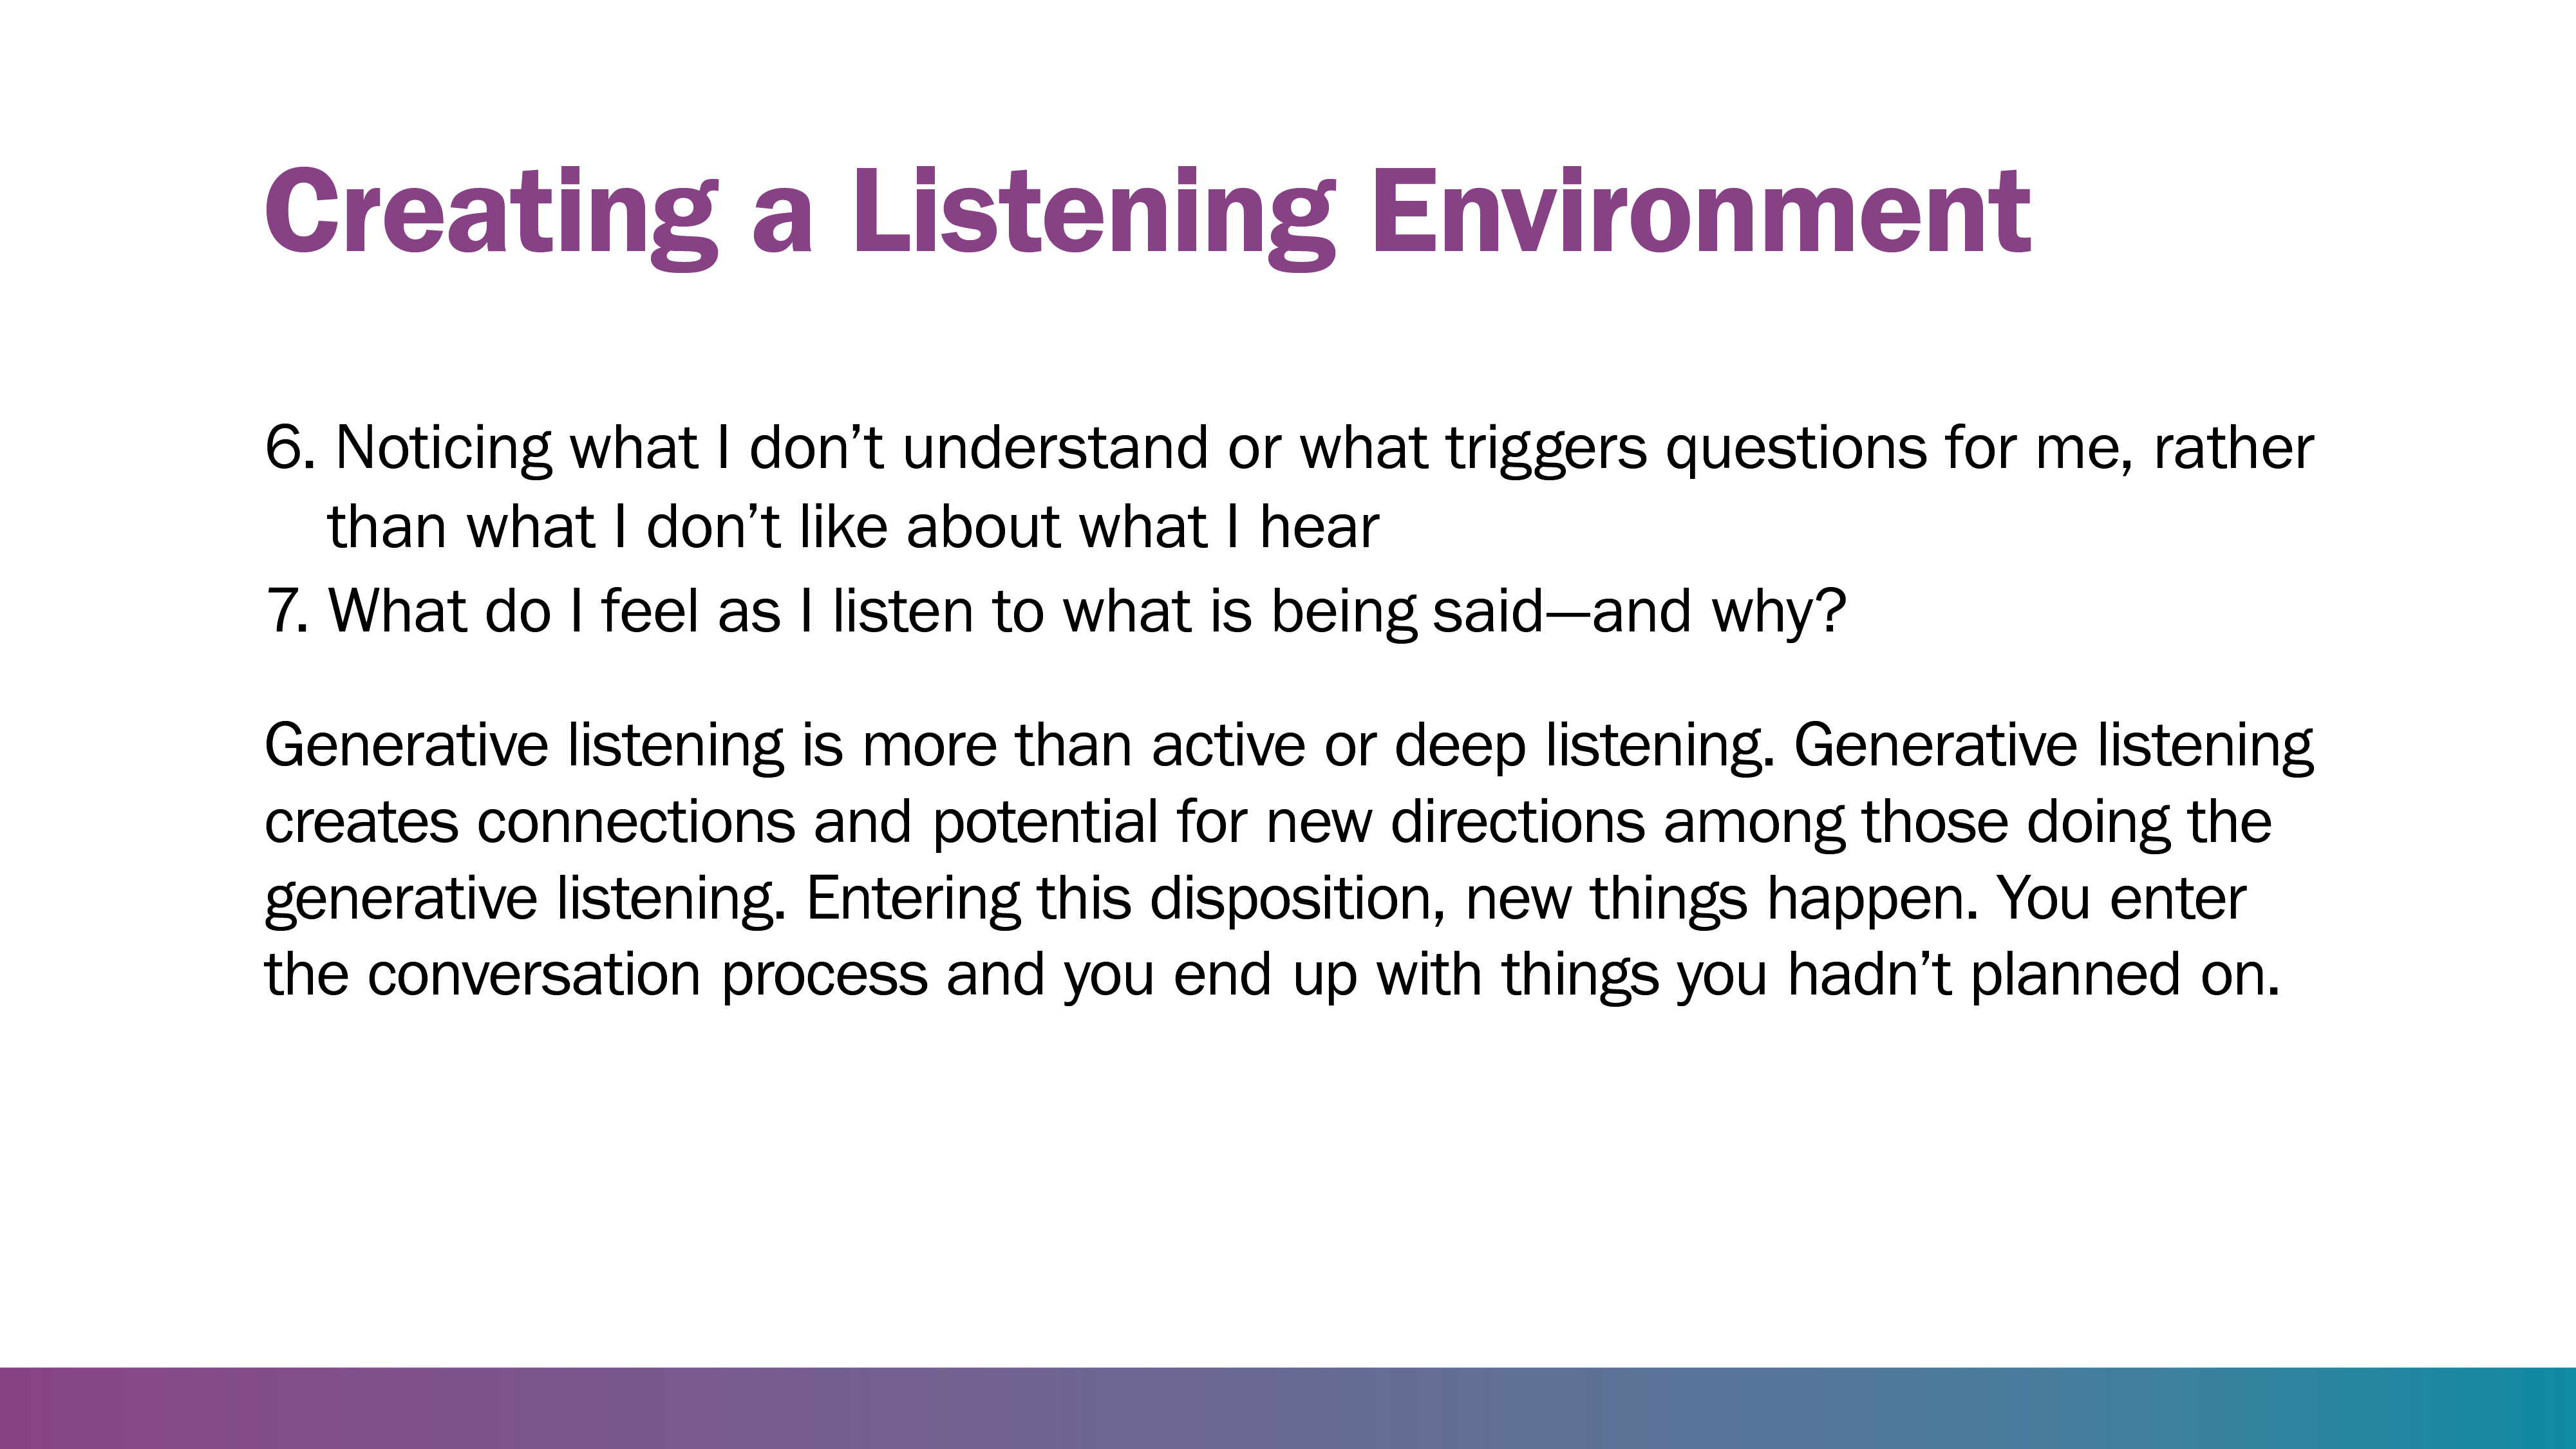 Creating a Listening Environment
6. Noticing what I don’t understand or what triggers questions for me, rather
than what I don’t like about what I hear
7. What do I feel as I listen to what is being said—and why?
Generative listening is more than active or deep listening. Generative listening
creates connections and potential for new directions among those doing the
generative listening. Entering this disposition, new things happen. You enter
the conversation process and you end up with things you hadn’t planned on.